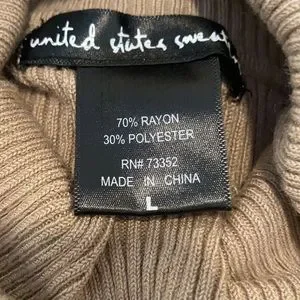 united states sweat
70% RAYON
30% POLYESTER
RN# 73352
MADE IN CHINA
L